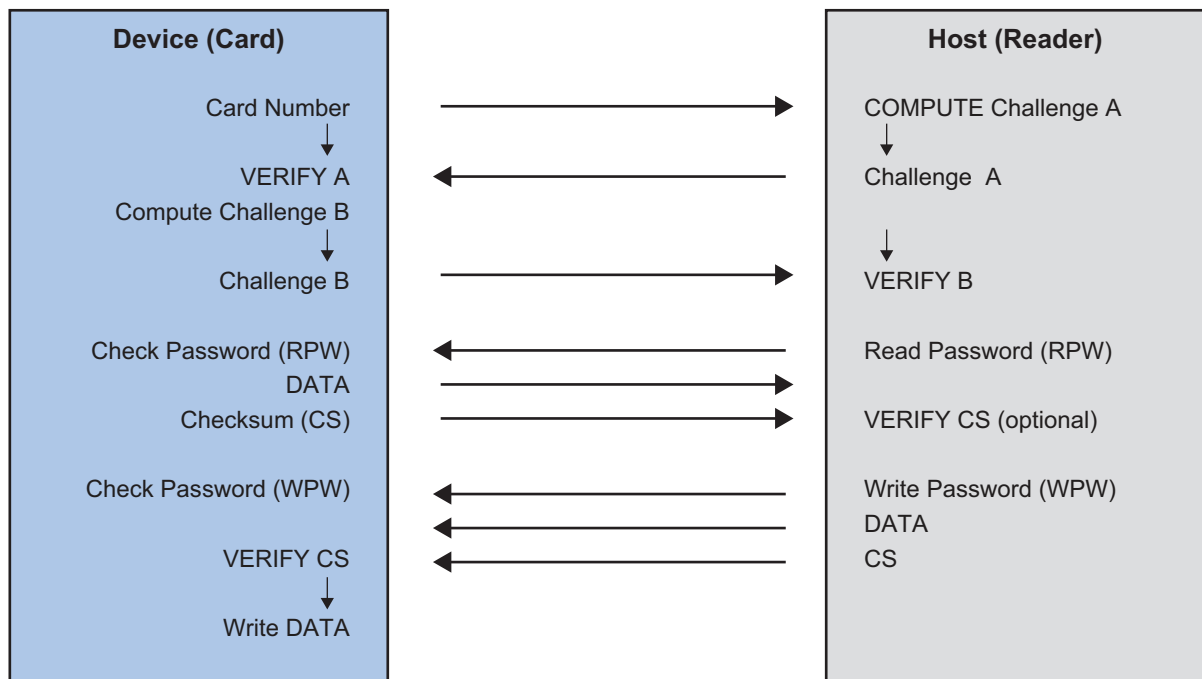 Device (Card)
Host (Reader)
Card Number
COMPUTE Challenge A
VERIFY A
Challenge A
Compute Challenge B
Challenge B
VERIFY B
Check Password (RPW)
Read Password (RPW)
DATA
Checksum (CS)
VERIFY CS (optional)
Check Password (WPW)
Write Password (WPW)
DATA
VERIFY CS
CS
Write DATA